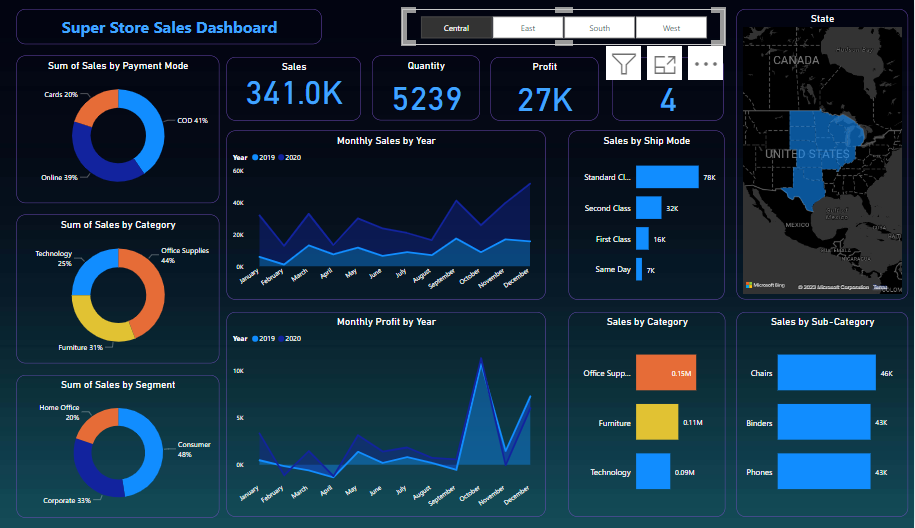 Super Store Sales Dashboard
Central East South West
Sum of Sales by Payment Mode
Cards 20%
COD 41%
Online 39%
Sales
341.0K
Quantity
5239
Profit
27K
4
State
CANADA
UNITED STATES
MEXICO
Microsoft Bing
© 2023 Microsoft Corporation Terms
Monthly Sales by Year
Year 2019 2020
60K
40K
20K
0K
January
February
March
April
May
June
July
August
September
October
November
December
Sales by Ship Mode
Standard Cl... 78K
Second Class 32K
First Class 16K
Same Day 7K
Sum of Sales by Category
Technology
25%
Office Supplies
44%
Furniture 31%
Sum of Sales by Segment
Home Office
20%
Consumer
48%
Corporate 33%
Monthly Profit by Year
Year 2019 2020
10K
5K
0K
January
February
March
April
May
June
July
August
September
October
November
December
Sales by Category
Office Supp... 0.15M
Furniture 0.11M
Technology 0.09M
Sales by Sub-Category
Chairs 46K
Binders 43K
Phones 43K